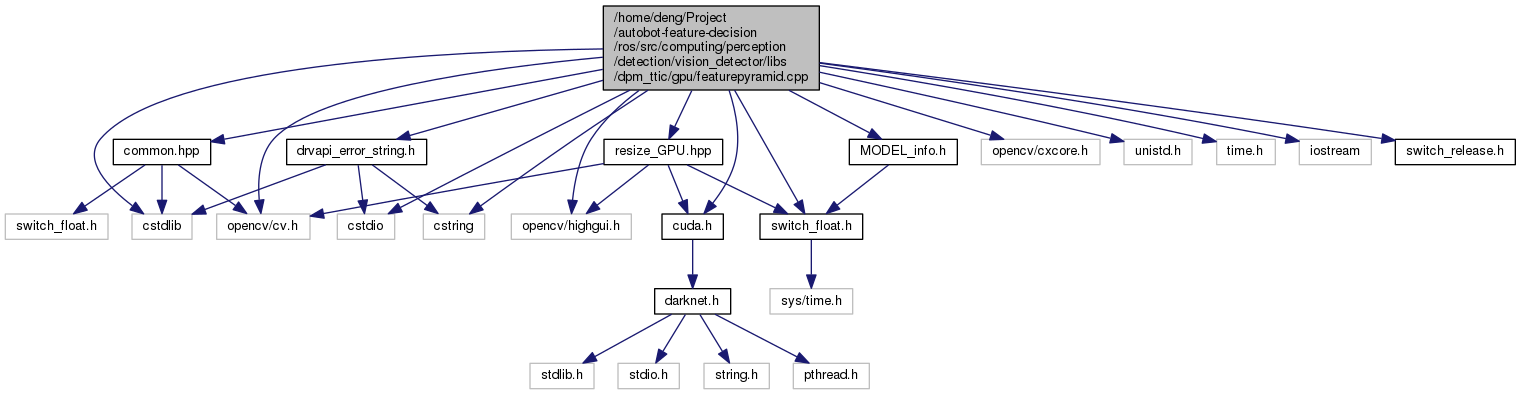 /home/deng/Project
/autobot-feature-decision
/ros/src/computing/perception
/detection/vision_detector/libs
/dpm_ttic/gpu/featurepyramid.cpp
common.hpp
drvapi_error_string.h
resize_GPU.hpp
MODEL_info.h
opencv/cxcore.h
unistd.h
time.h
iostream
switch_release.h
switch_float.h
cstdlib
opencv/cv.h
cstdio
cstring
opencv/highgui.h
cuda.h
switch_float.h
darknet.h
sys/time.h
stdlib.h
stdio.h
string.h
pthread.h